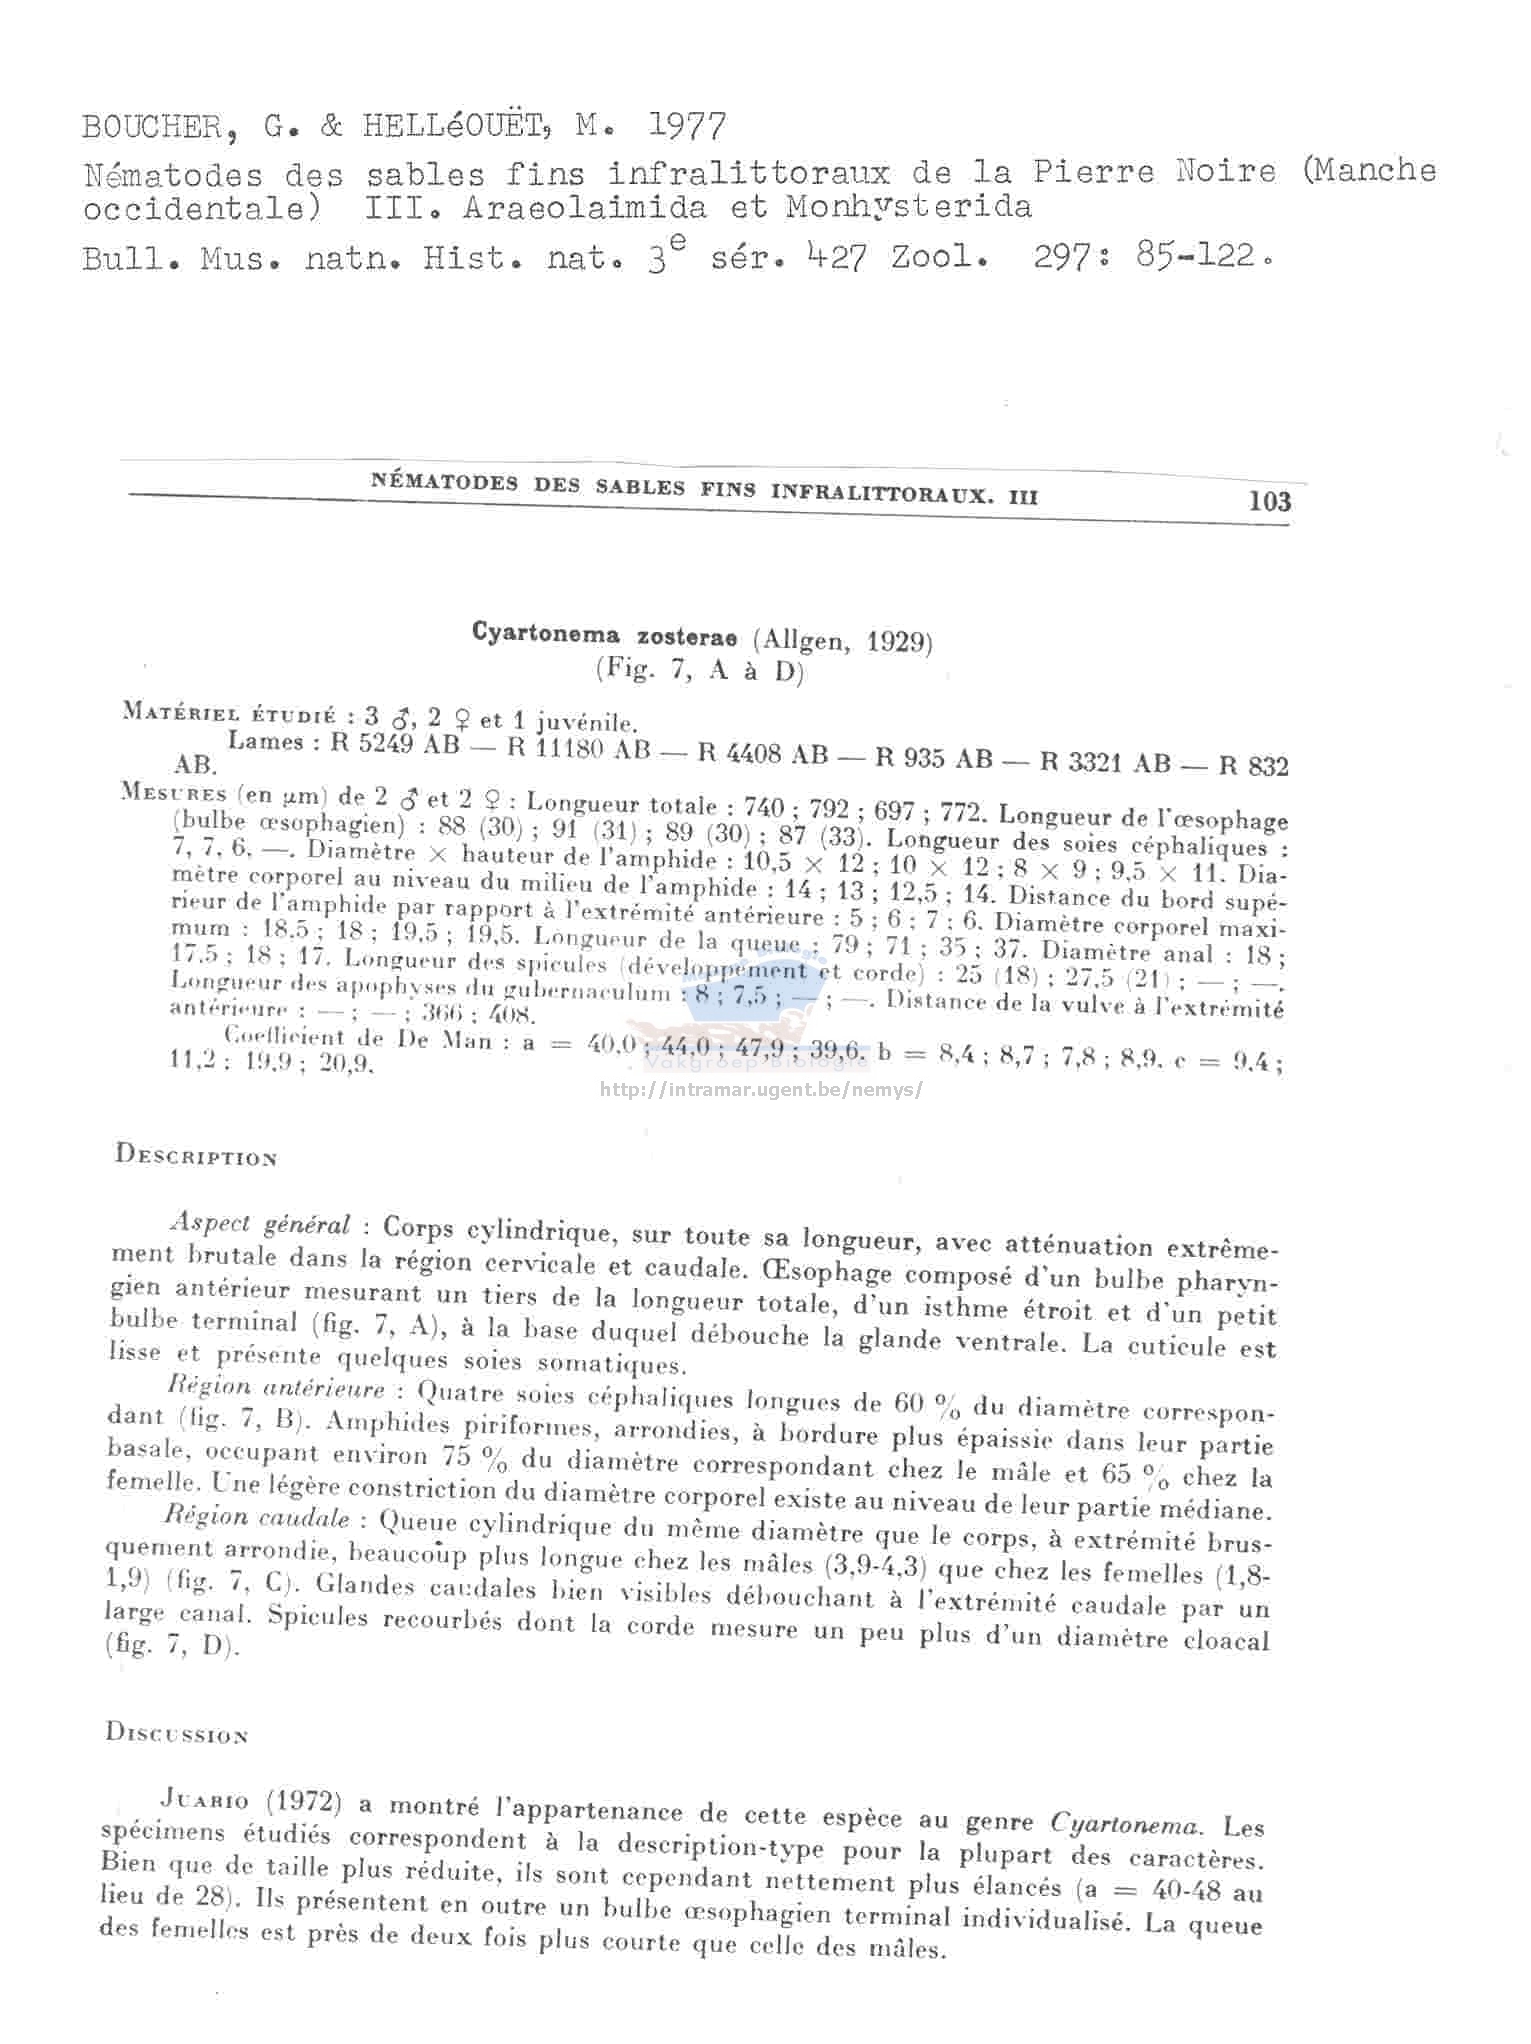 BOUCHER, G. & HELLéOUËT, M. 1977
Nématodes des sables fins infralittoraux de la Pierre Noire (Manche
occidentale) III. Araeolaimida et Monhysterida
Bull. Mus. natn. Hist. nat. 3e sér. 427 Zool. 297: 85-122.
NÉMATODES DES SABLES FINS INFRALITTORAUX. III 103
Cyartonema zosterae (Allgen, 1929)
(Fig. 7, A à D)
MATÉRIEL ÉTUDIÉ : 3 ♂, 2 ♀ et 1 juvénile.
Lames : R 5249 AB — R 11180 AB — R 4408 AB — R 935 AB — R 3321 AB — R 832
AB.
MESURES (en µm) de 2 ♂ et 2 ♀ : Longueur totale : 740 ; 792 ; 697 ; 772. Longueur de l'œsophage
(bulbe œsophagien) : 88 (30) ; 91 (31) ; 89 (30) ; 87 (33). Longueur des soies céphaliques :
7, 7, 6, —. Diamètre × hauteur de l'amphide : 10,5 × 12 ; 10 × 12 ; 8 × 9 ; 9,5 × 11. Dia-
mètre corporel au niveau du milieu de l'amphide : 14 ; 13 ; 12,5 ; 14. Distance du bord supé-
rieur de l'amphide par rapport à l'extrémité antérieure : 5 ; 6 ; 7 ; 6. Diamètre corporel maxi-
mum : 18.5 ; 18 ; 19,5 ; 19,5. Longueur de la queue : 79 ; 71 ; 35 ; 37. Diamètre anal : 18 ;
17.5 ; 18 ; 17. Longueur des spicules (développement et corde) : 25 (18) ; 27,5 (21) ; — ; —.
Longueur des apophyses du gubernaculum : 8 ; 7,5 ; — ; —. Distance de la vulve à l'extrémité
antérieure : — ; — ; 366 ; 408.
Coefficient de De Man : a = 40,0 ; 44,0 ; 47,9 ; 39,6. b = 8,4 ; 8,7 ; 7,8 ; 8,9. c = 9,4 ;
11,2 ; 19,9 ; 20,9.
Vakgroep Biologie
http://intramar.ugent.be/nemys/
DESCRIPTION
Aspect général : Corps cylindrique, sur toute sa longueur, avec atténuation extrême-
ment brutale dans la région cervicale et caudale. Œsophage composé d'un bulbe pharyn-
gien antérieur mesurant un tiers de la longueur totale, d'un isthme étroit et d'un petit
bulbe terminal (fig. 7, A), à la base duquel débouche la glande ventrale. La cuticule est
lisse et présente quelques soies somatiques.
Région antérieure : Quatre soies céphaliques longues de 60 % du diamètre correspon-
dant (fig. 7, B). Amphides piriformes, arrondies, à bordure plus épaissie dans leur partie
basale, occupant environ 75 % du diamètre correspondant chez le mâle et 65 % chez la
femelle. Une légère constriction du diamètre corporel existe au niveau de leur partie médiane.
Région caudale : Queue cylindrique du même diamètre que le corps, à extrémité brus-
quement arrondie, beaucoup plus longue chez les mâles (3,9-4,3) que chez les femelles (1,8-
1,9) (fig. 7, C). Glandes caudales bien visibles débouchant à l'extrémité caudale par un
large canal. Spicules recourbés dont la corde mesure un peu plus d'un diamètre cloacal
(fig. 7, D).
DISCUSSION
JUARIO (1972) a montré l'appartenance de cette espèce au genre Cyartonema. Les
spécimens étudiés correspondent à la description-type pour la plupart des caractères.
Bien que de taille plus réduite, ils sont cependant nettement plus élancés (a = 40-48 au
lieu de 28). Ils présentent en outre un bulbe œsophagien terminal individualisé. La queue
des femelles est près de deux fois plus courte que celle des mâles.